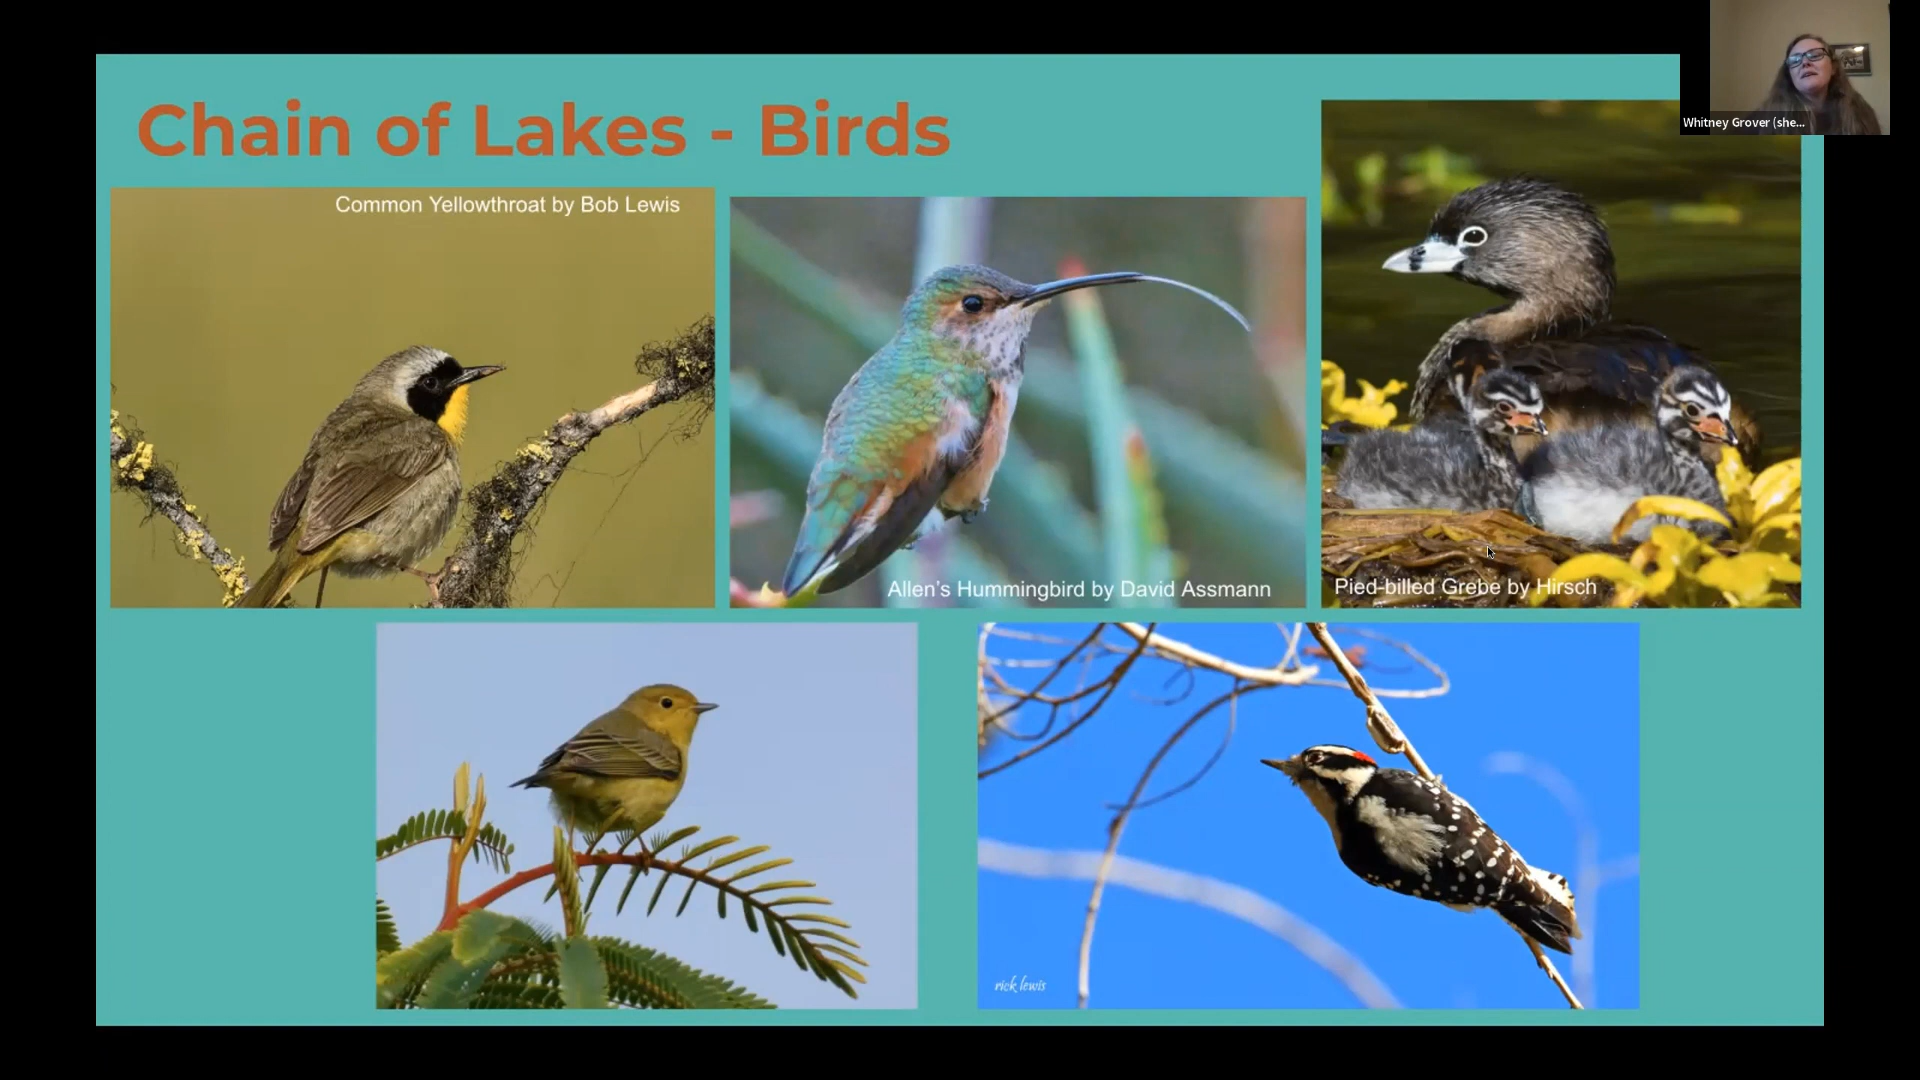 Chain of Lakes - Birds
Whitney Grover (she...
Common Yellowthroat by Bob Lewis
Allen's Hummingbird by David Assmann
Pied-billed Grebe by Hirsch
rick lewis